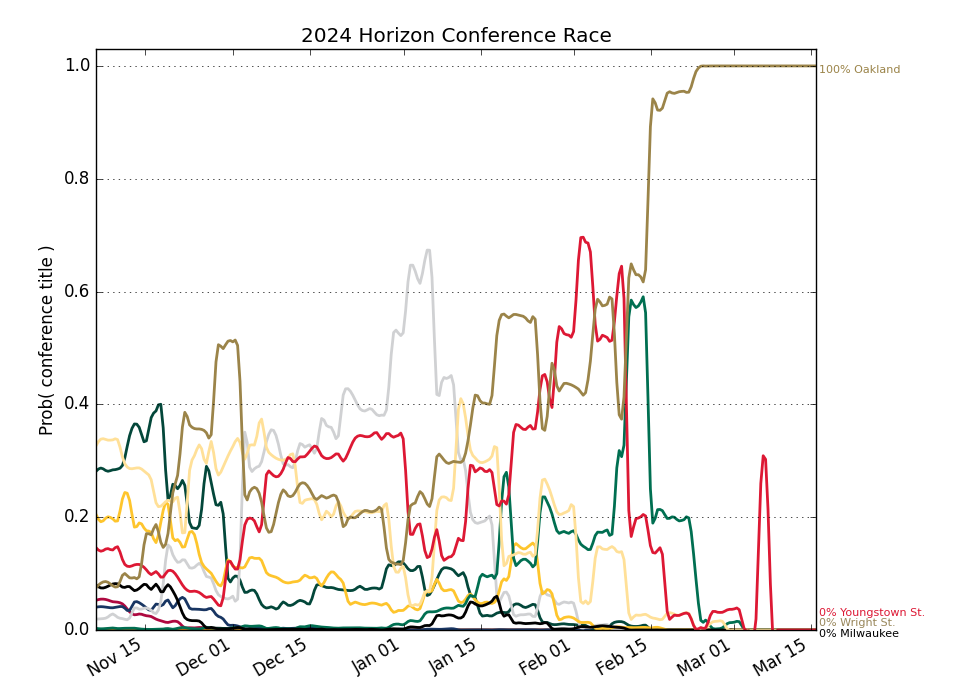 2024 Horizon Conference Race
Prob( conference title )
1.0
0.8
0.6
0.4
0.2
0.0
100% Oakland
0% Youngstown St.
0% Wright St.
0% Milwaukee
Nov 15
Dec 01
Dec 15
Jan 01
Jan 15
Feb 01
Feb 15
Mar 01
Mar 15